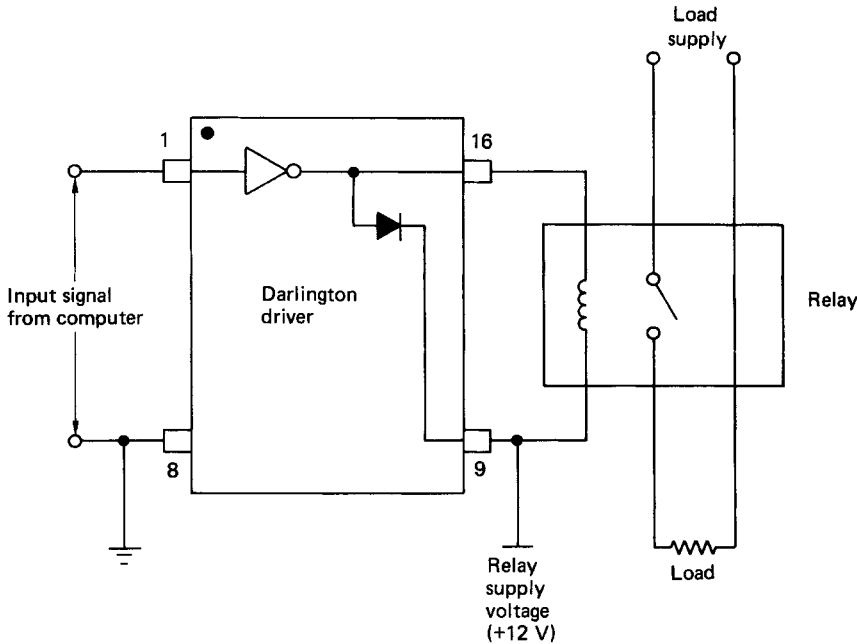 Load
supply
1
16
Input signal
from computer
Darlington
driver
Relay
8
9
Relay
supply
voltage
(+12 V)
Load